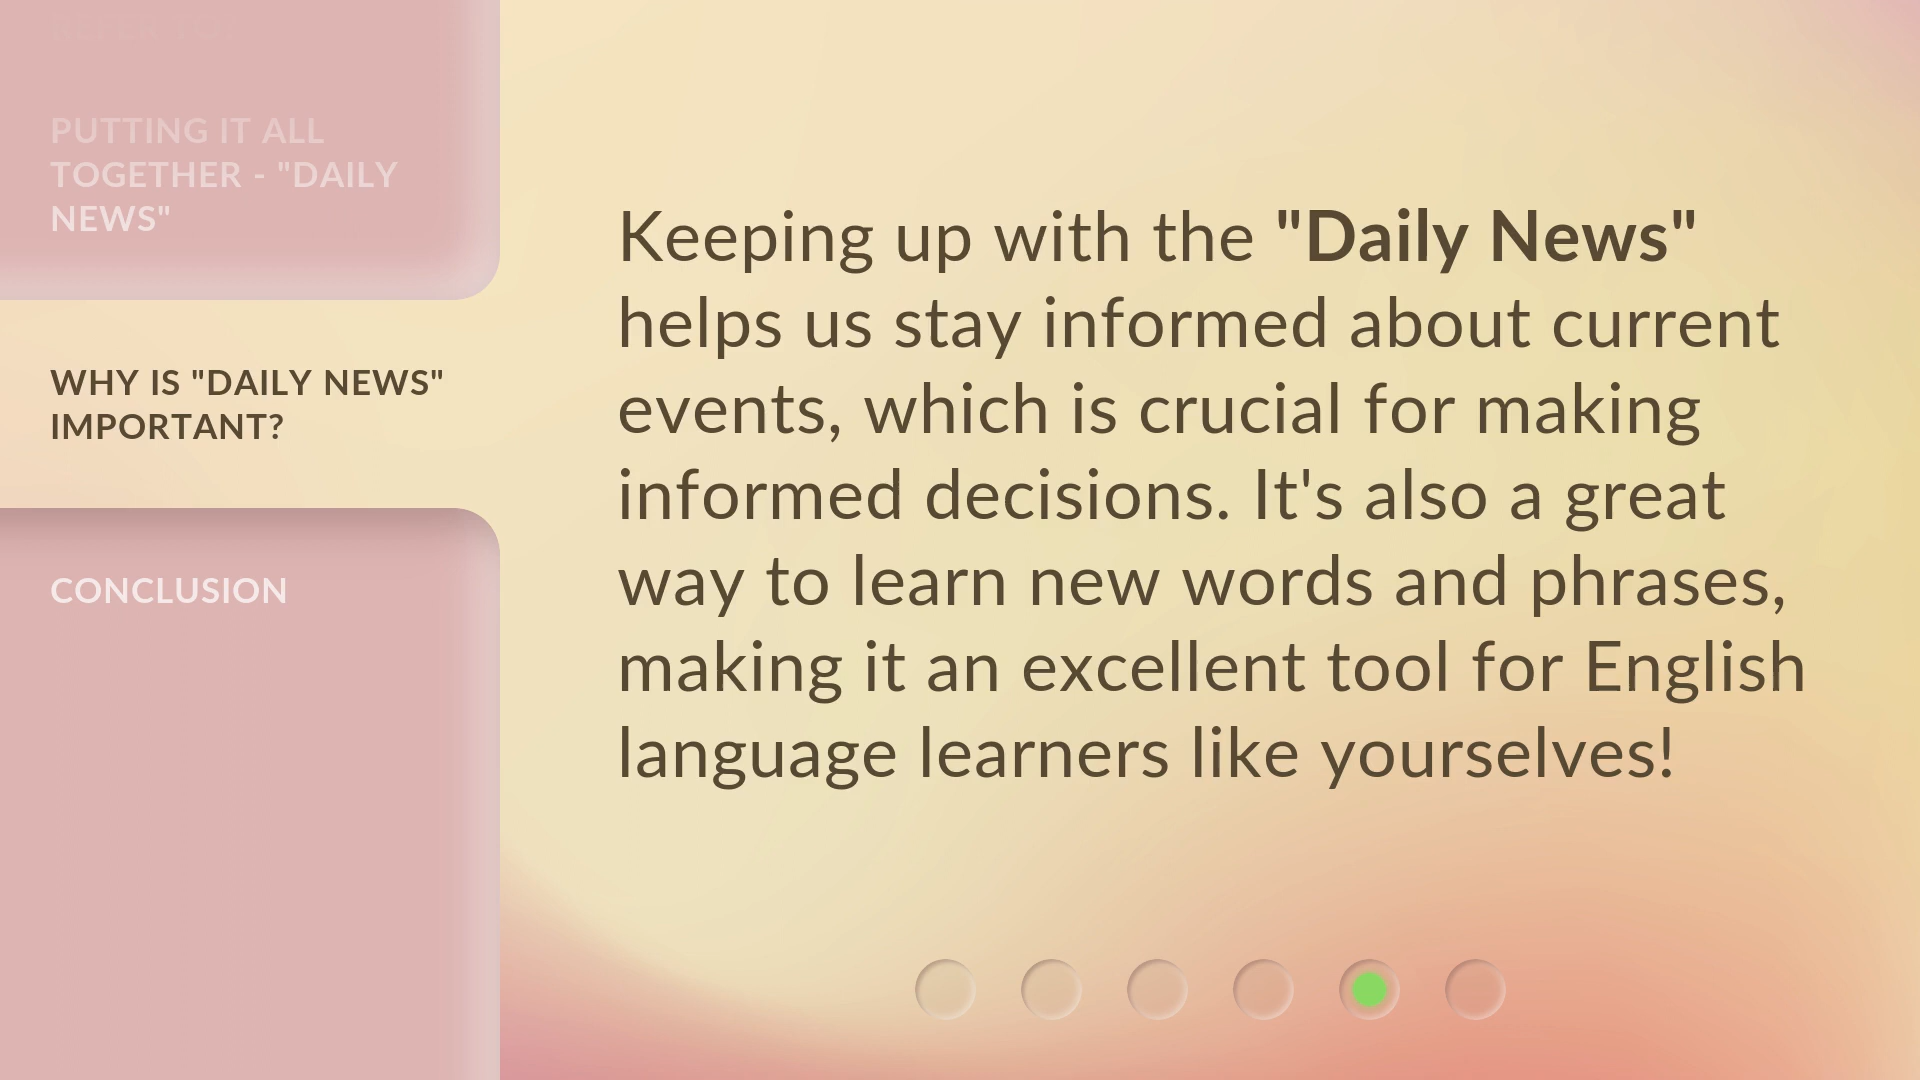 REFER TO?
PUTTING IT ALL
TOGETHER - "DAILY
NEWS"
WHY IS "DAILY NEWS"
IMPORTANT?
CONCLUSION
Keeping up with the "Daily News"
helps us stay informed about current
events, which is crucial for making
informed decisions. It's also a great
way to learn new words and phrases,
making it an excellent tool for English
language learners like yourselves!